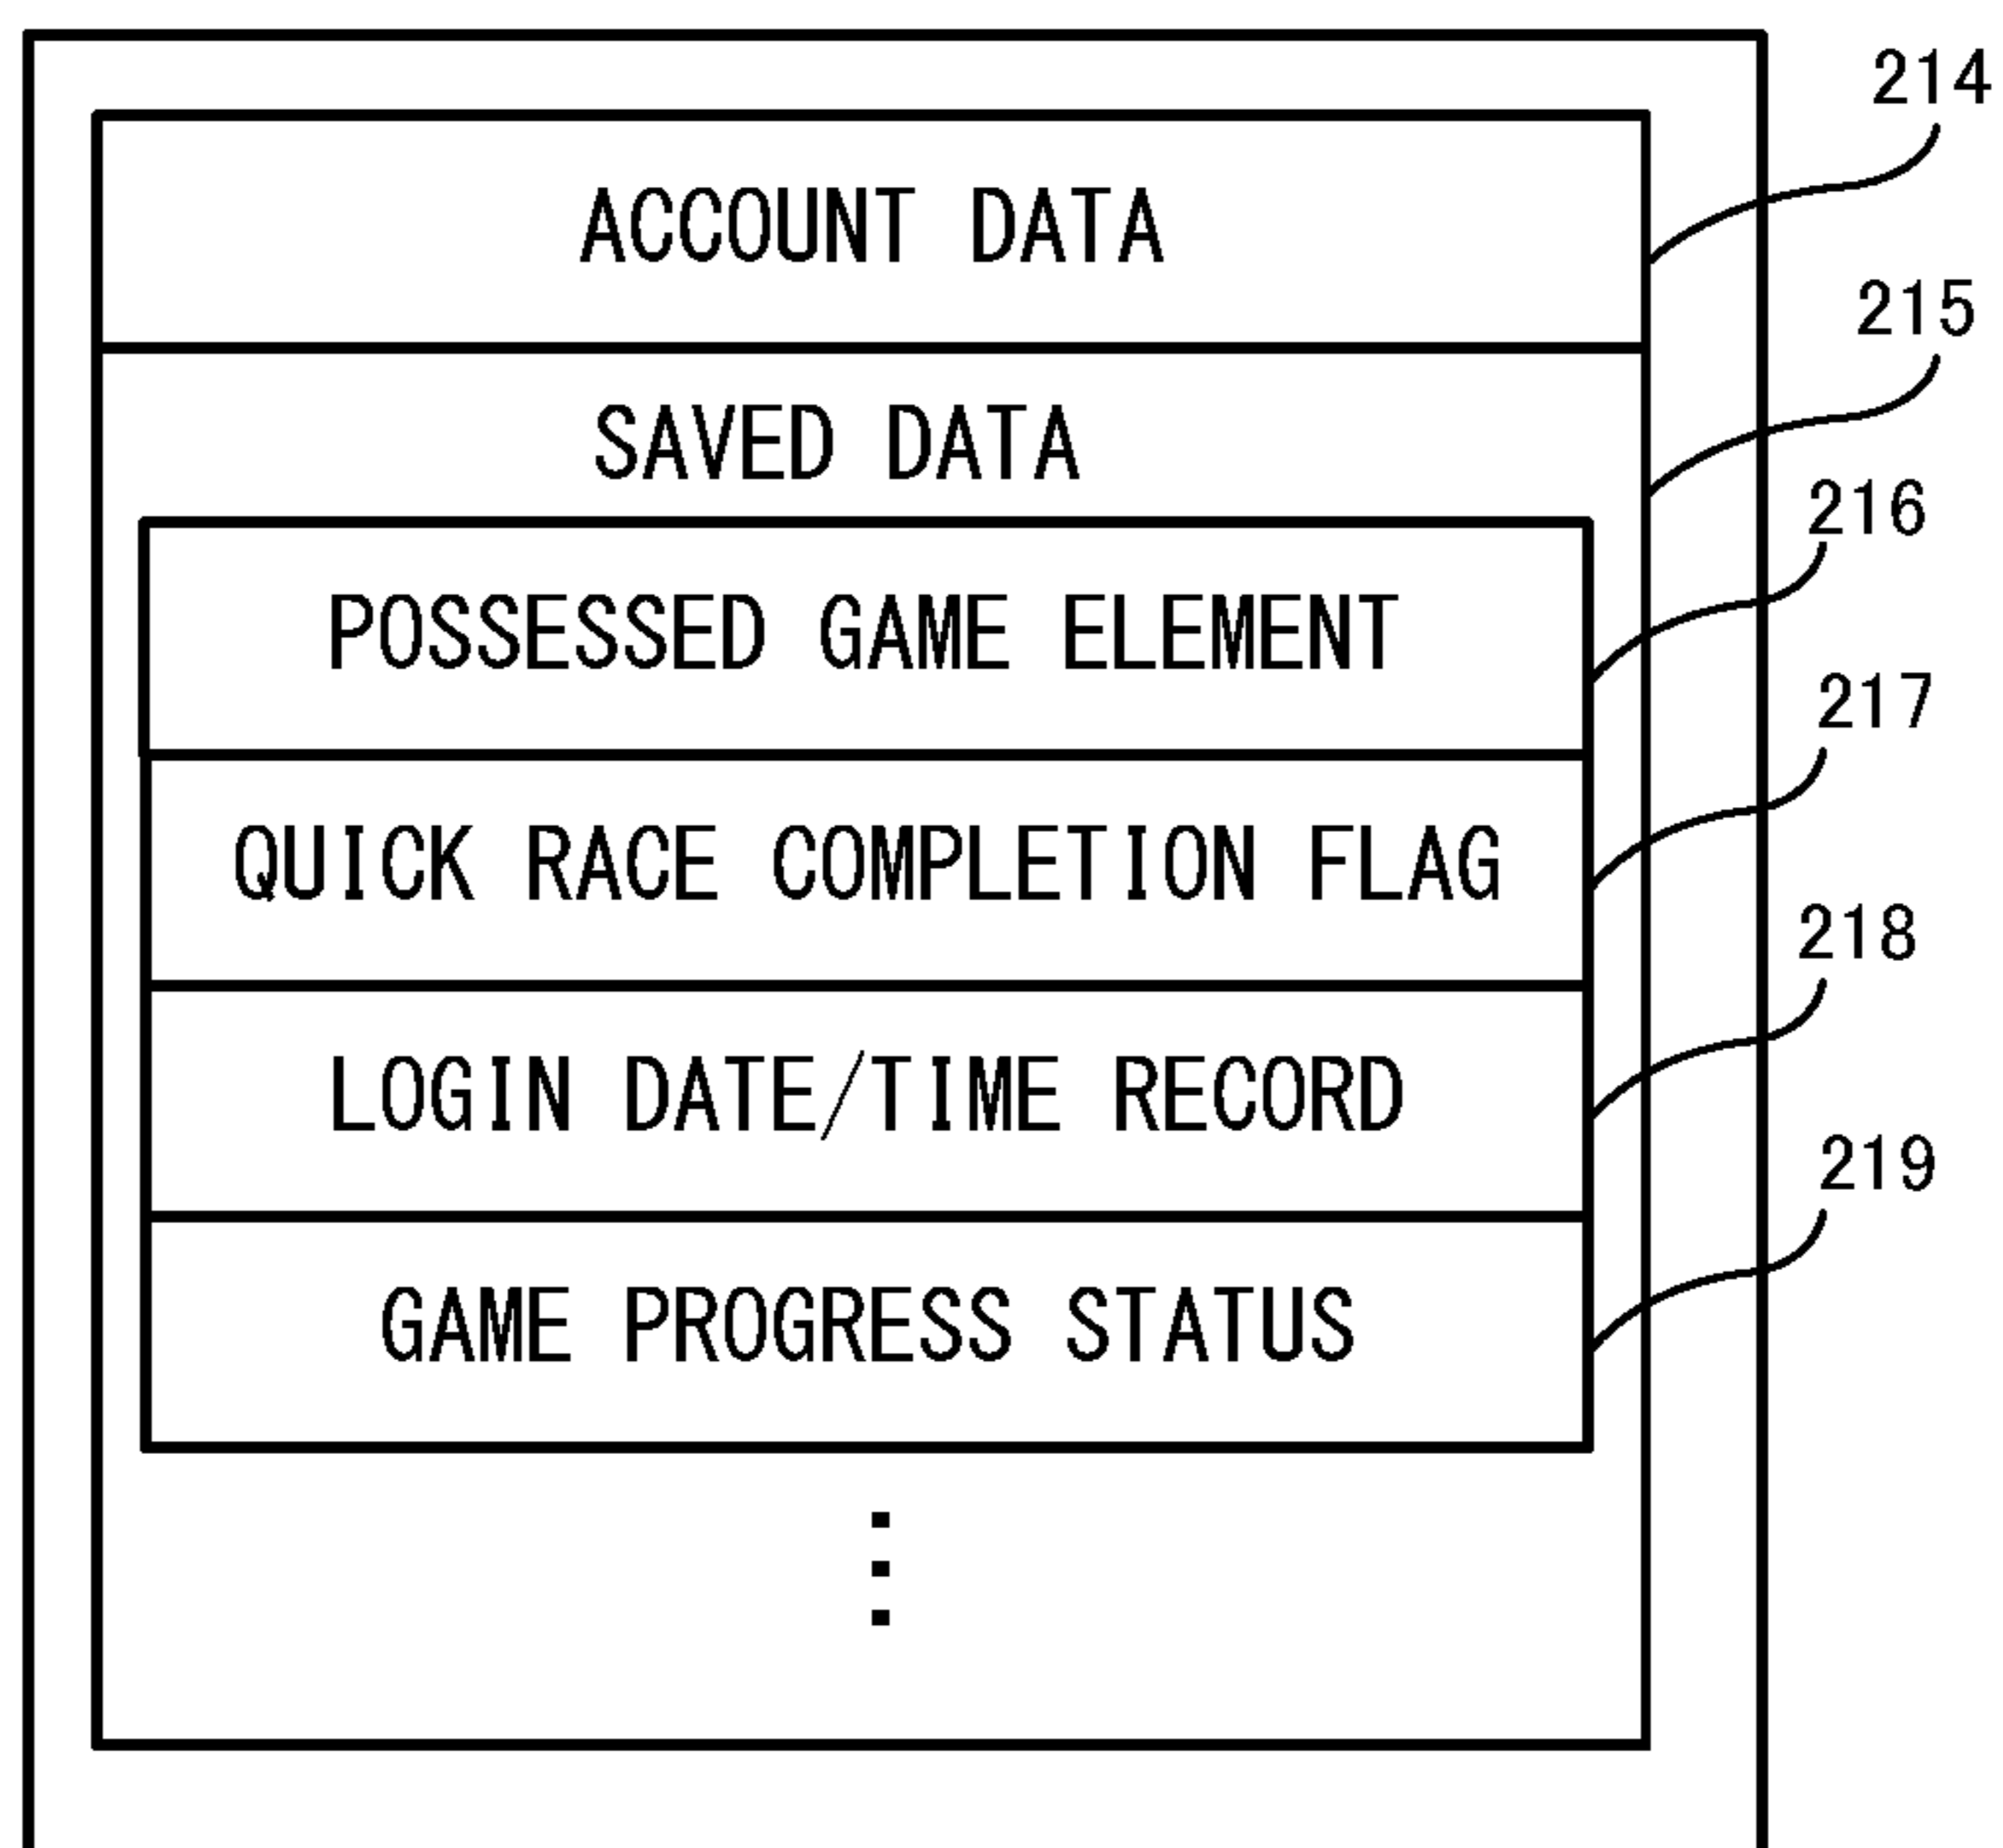 214
ACCOUNT DATA
215
SAVED DATA
216
POSSESSED GAME ELEMENT
217
QUICK RACE COMPLETION FLAG
218
LOGIN DATE/TIME RECORD
219
GAME PROGRESS STATUS